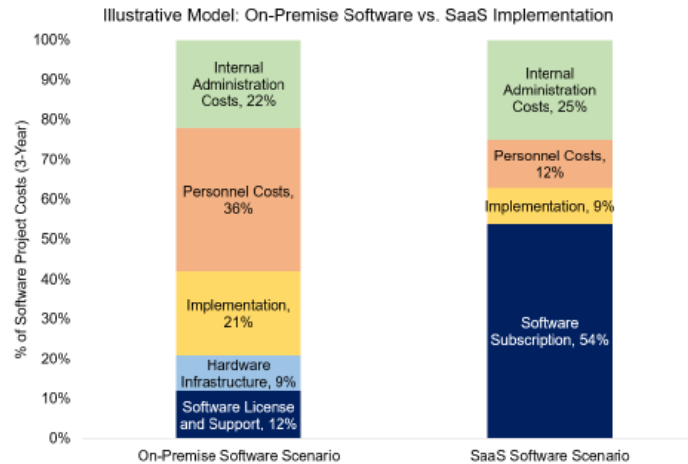 Illustrative Model: On-Premise Software vs. SaaS Implementation
% of Software Project Costs (3-Year)
100%
90%
80%
70%
60%
50%
40%
30%
20%
10%
0%
Internal
Administration
Costs, 22%
Personnel Costs,
36%
Implementation,
21%
Hardware
Infrastructure, 9%
Software License
and Support, 12%
On-Premise Software Scenario
Internal
Administration
Costs, 25%
Personnel Costs,
12%
Implementation, 9%
Software
Subscription, 54%
SaaS Software Scenario